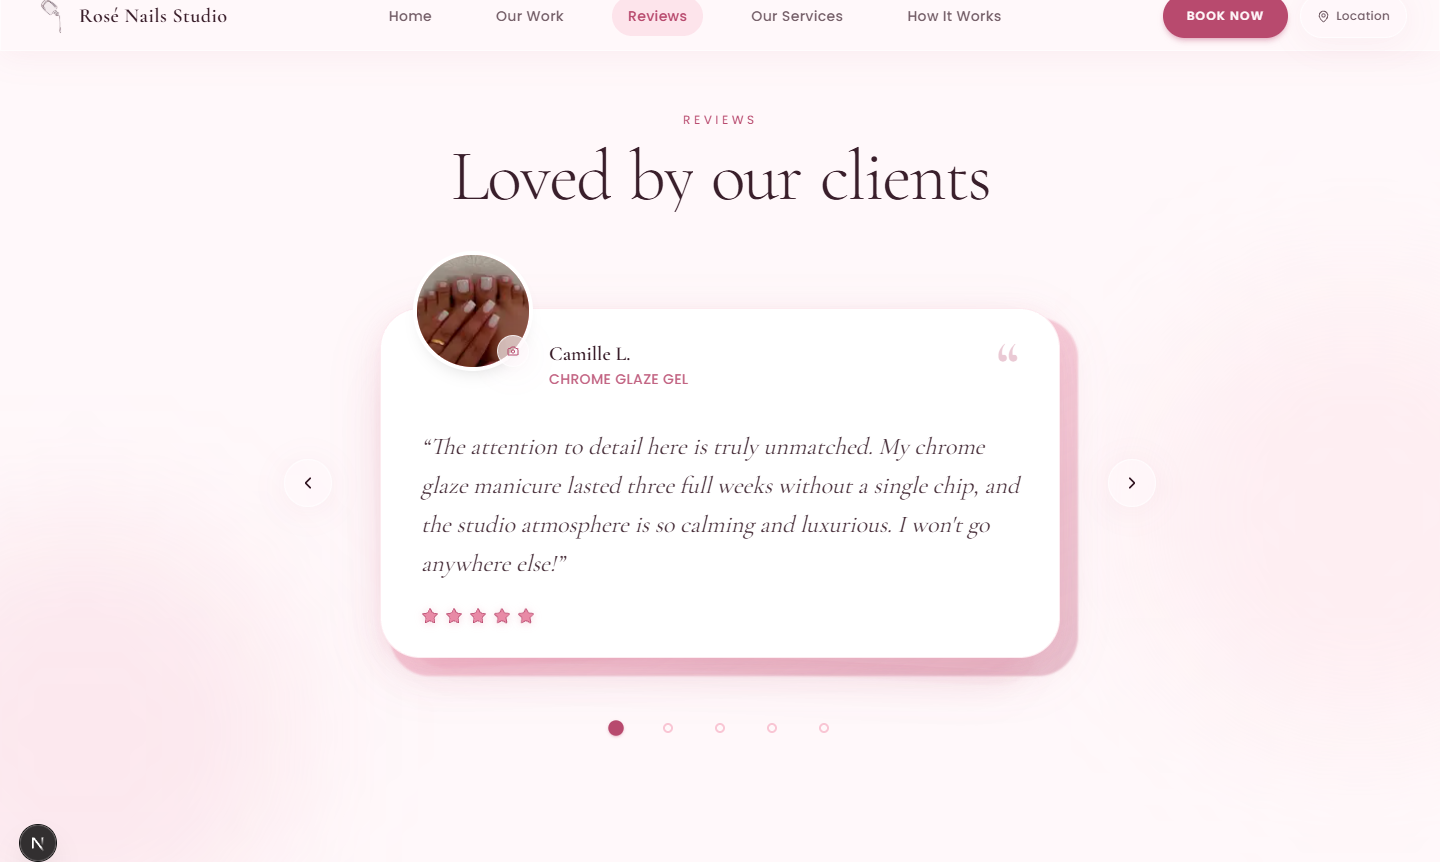 Rosé Nails Studio
Home
Our Work
Reviews
Our Services
How It Works
BOOK NOW
Location
REVIEWS
Loved by our clients
Camille L.
“
CHROME GLAZE GEL
“The attention to detail here is truly unmatched. My chrome
glaze manicure lasted three full weeks without a single chip, and
the studio atmosphere is so calming and luxurious. I won't go
anywhere else!”
N